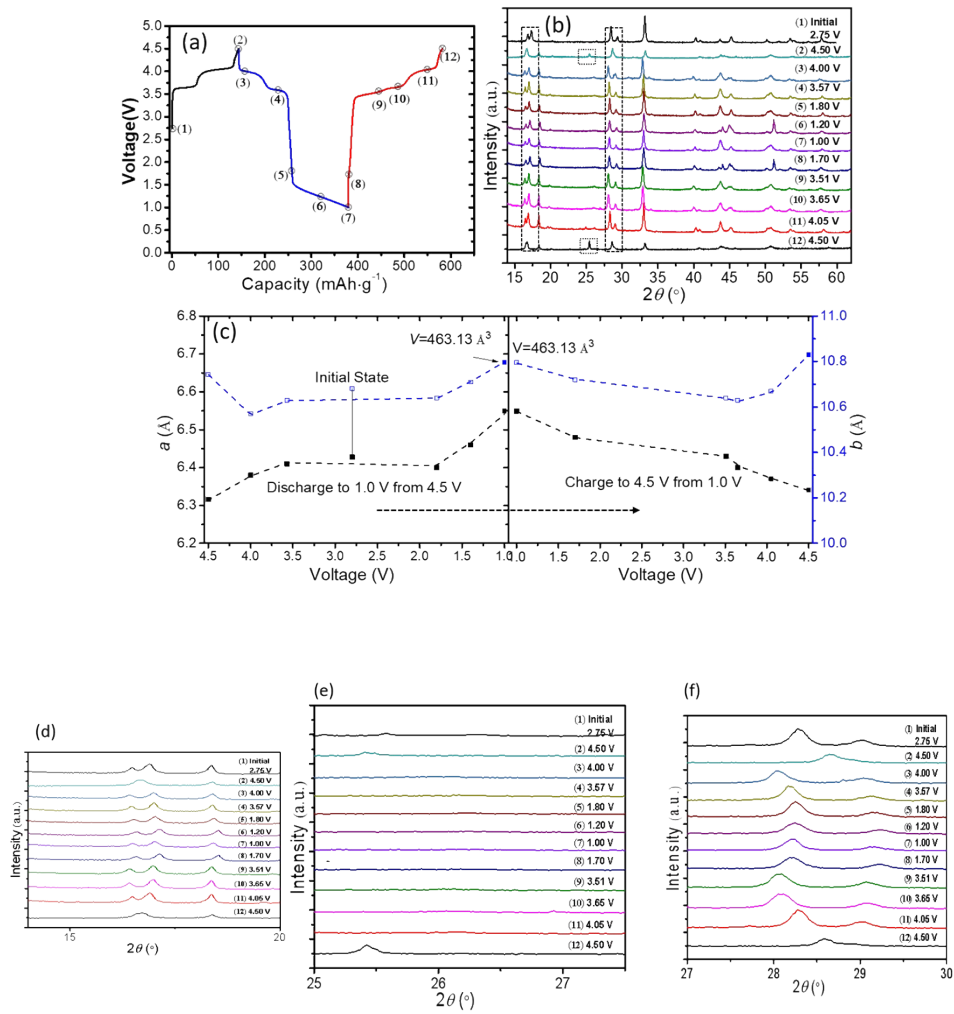 (a)
5.0
4.5
4.0
3.5
3.0
2.5
2.0
1.5
1.0
0.5
0.0
Voltage(V)
(1)
(2)
(3)
(4)
(5)
(6)
(7)
(8)
(9)
(10)
(11)
(12)
0 100 200 300 400 500 600
Capacity (mAh·g⁻¹)
(b)
Intensity (a.u.)
(1) Initial
2.75 V
(2) 4.50 V
(3) 4.00 V
(4) 3.57 V
(5) 1.80 V
(6) 1.20 V
(7) 1.00 V
(8) 1.70 V
(9) 3.51 V
(10) 3.65 V
(11) 4.05 V
(12) 4.50 V
15 20 25 30 35 40 45 50 55 60
2θ (°)
(c)
6.8
6.7
6.6
6.5
6.4
6.3
6.2
a (Å)
V=463.13 Å³
V=463.13 Å³
Initial State
Discharge to 1.0 V from 4.5 V
Charge to 4.5 V from 1.0 V
11.0
10.8
10.6
10.4
10.2
10.0
b (Å)
4.5 4.0 3.5 3.0 2.5 2.0 1.5 1.0
1.0 1.5 2.0 2.5 3.0 3.5 4.0 4.5
Voltage (V)
Voltage (V)
(d)
Intensity (a.u.)
(1) Initial
2.75 V
(2) 4.50 V
(3) 4.00 V
(4) 3.57 V
(5) 1.80 V
(6) 1.20 V
(7) 1.00 V
(8) 1.70 V
(9) 3.51 V
(10) 3.65 V
(11) 4.05 V
(12) 4.50 V
15 20
2θ (°)
(e)
Intensity (a.u.)
(1) Initial
2.75 V
(2) 4.50 V
(3) 4.00 V
(4) 3.57 V
(5) 1.80 V
(6) 1.20 V
(7) 1.00 V
(8) 1.70 V
(9) 3.51 V
(10) 3.65 V
(11) 4.05 V
(12) 4.50 V
25 26 27
2θ (°)
(f)
Intensity (a.u.)
(1) Initial
2.75 V
(2) 4.50 V
(3) 4.00 V
(4) 3.57 V
(5) 1.80 V
(6) 1.20 V
(7) 1.00 V
(8) 1.70 V
(9) 3.51 V
(10) 3.65 V
(11) 4.05 V
(12) 4.50 V
27 28 29 30
2θ (°)